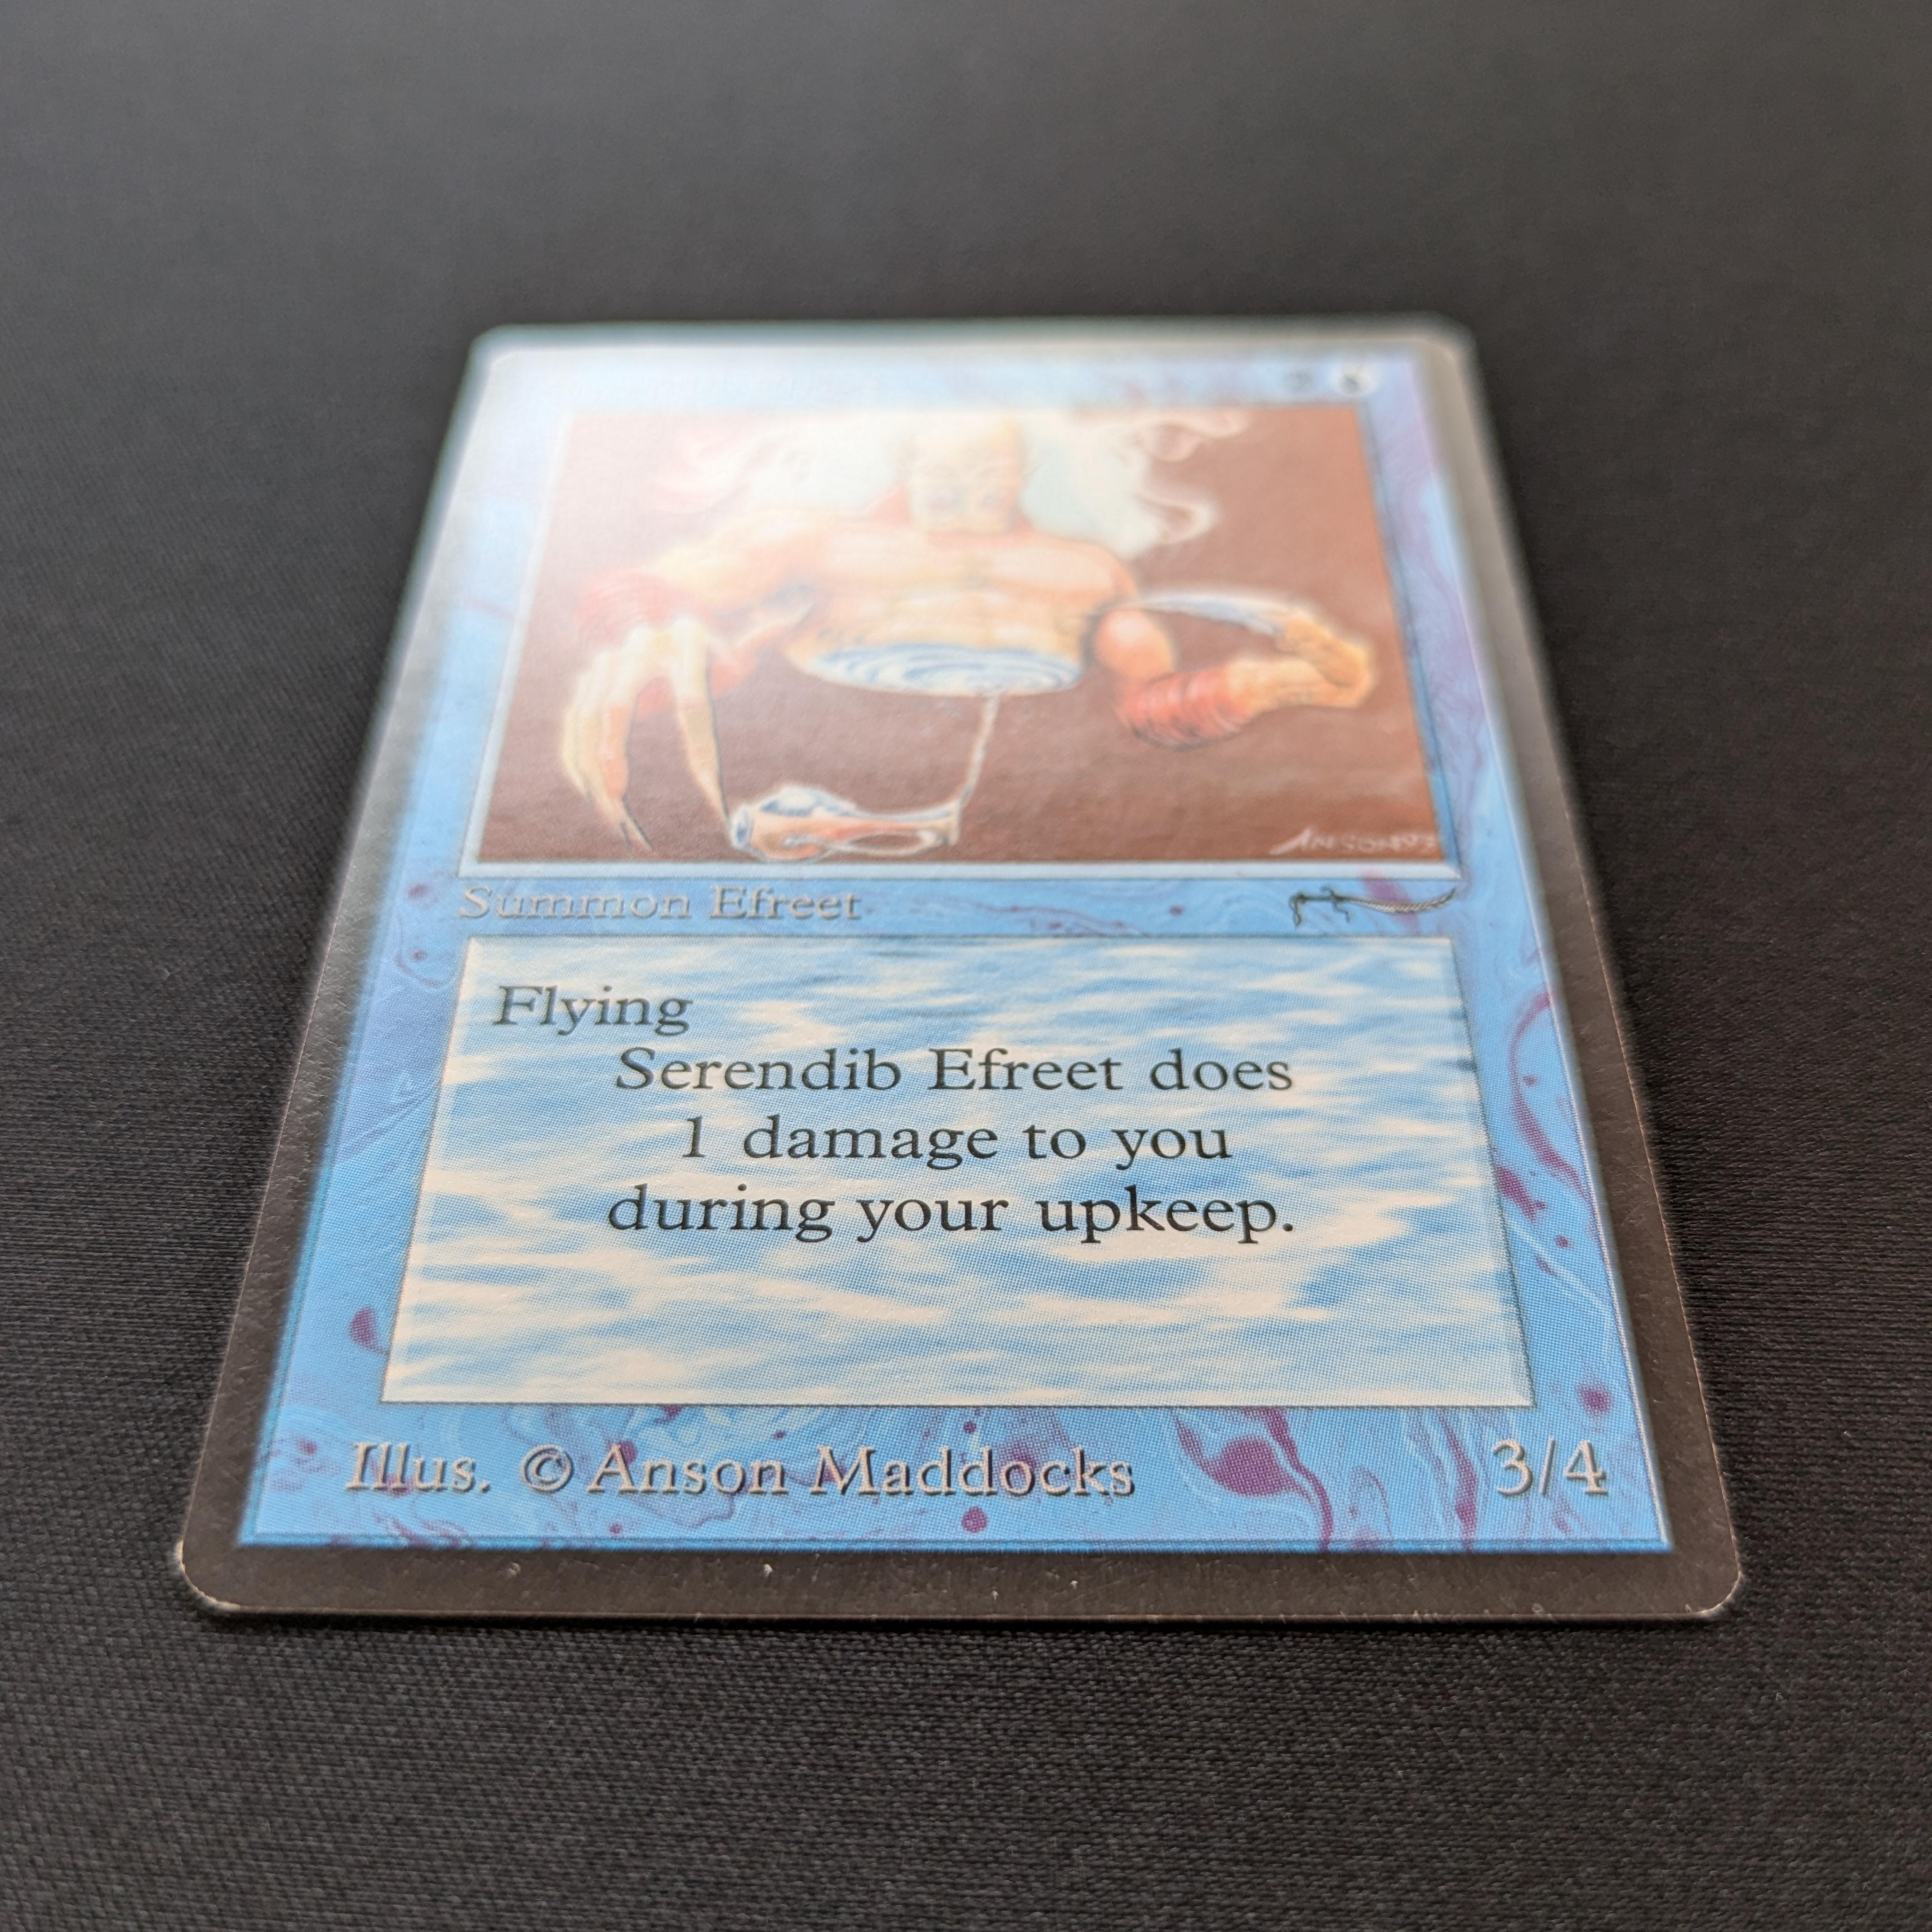 Summon Efreet
Flying
Serendib Efreet does
1 damage to you
during your upkeep.
Illus. © Anson Maddocks
3/4